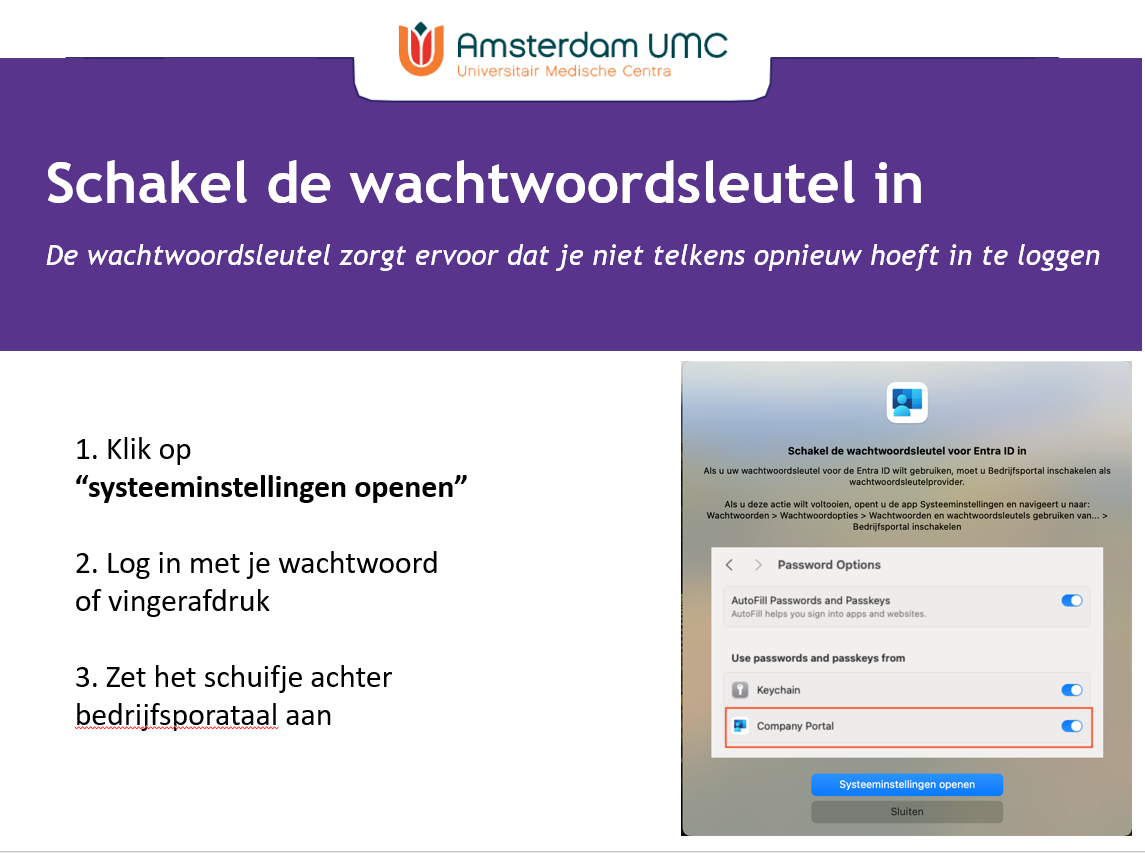 Amsterdam UMC
Universitair Medische Centra
Schakel de wachtwoordsleutel in
De wachtwoordsleutel zorgt ervoor dat je niet telkens opnieuw hoeft in te loggen
1. Klik op
“systeeminstellingen openen”
2. Log in met je wachtwoord
of vingerafdruk
3. Zet het schuifje achter
bedrijfsporataal aan
Schakel de wachtwoordsleutel voor Entra ID in
Als u uw wachtwoordsleutel voor de Entra ID wilt gebruiken, moet u Bedrijfsportal inschakelen als
wachtwoordsleutelprovider.
Als u deze actie wilt voltooien, opent u de app Systeeminstellingen en navigeert u naar:
Wachtwoorden > Wachtwoordopties > Wachtwoorden en wachtwoordsleutels gebruiken van... >
Bedrijfsportal inschakelen
Password Options
AutoFill Passwords and Passkeys
AutoFill helps you sign into apps and websites.
Use passwords and passkeys from
Keychain
Company Portal
Systeeminstellingen openen
Sluiten